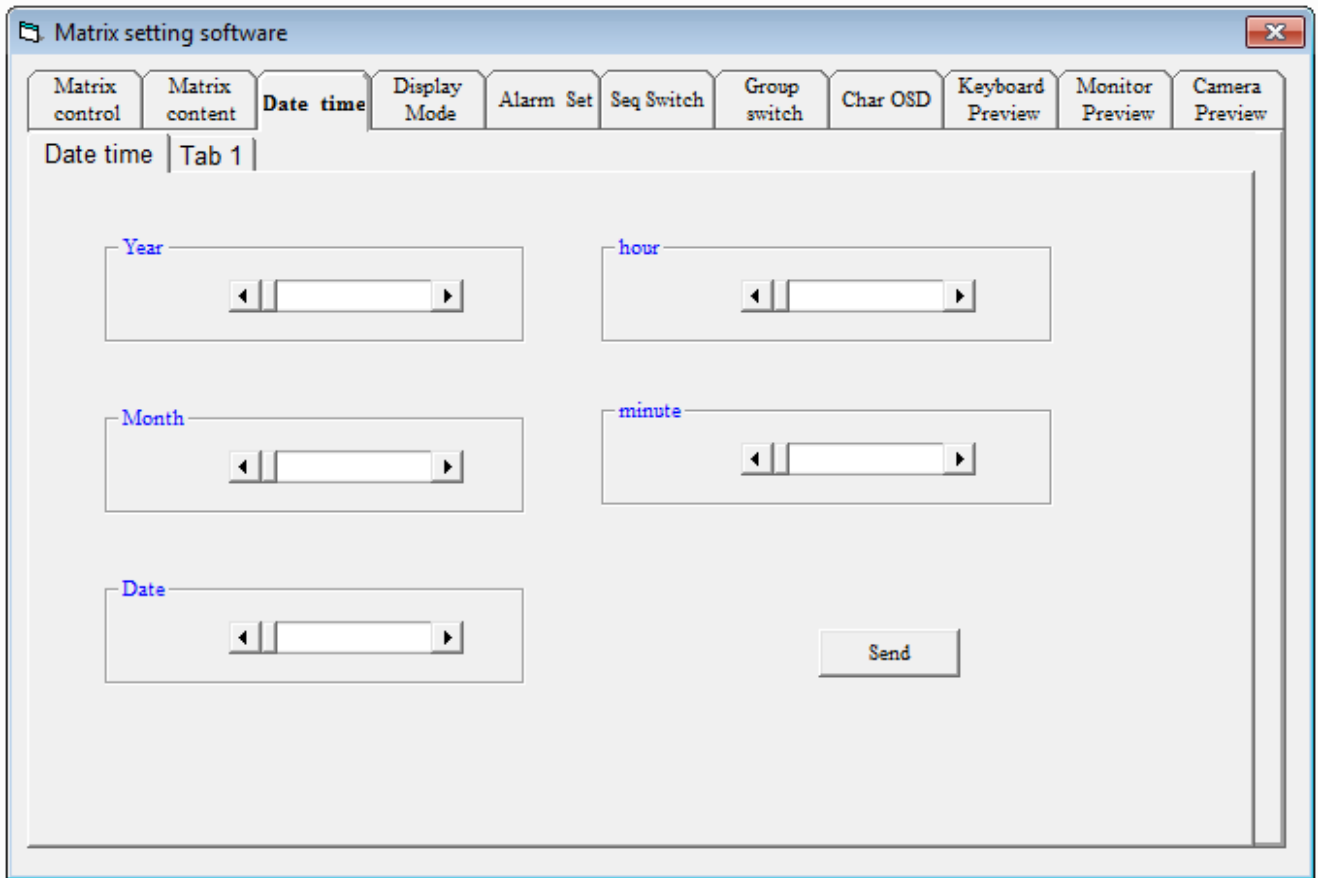 Matrix setting software
Matrix control
Matrix content
Date time
Display Mode
Alarm Set
Seq Switch
Group switch
Char OSD
Keyboard Preview
Monitor Preview
Camera Preview
Date time
Tab 1
Year
hour
Month
minute
Date
Send